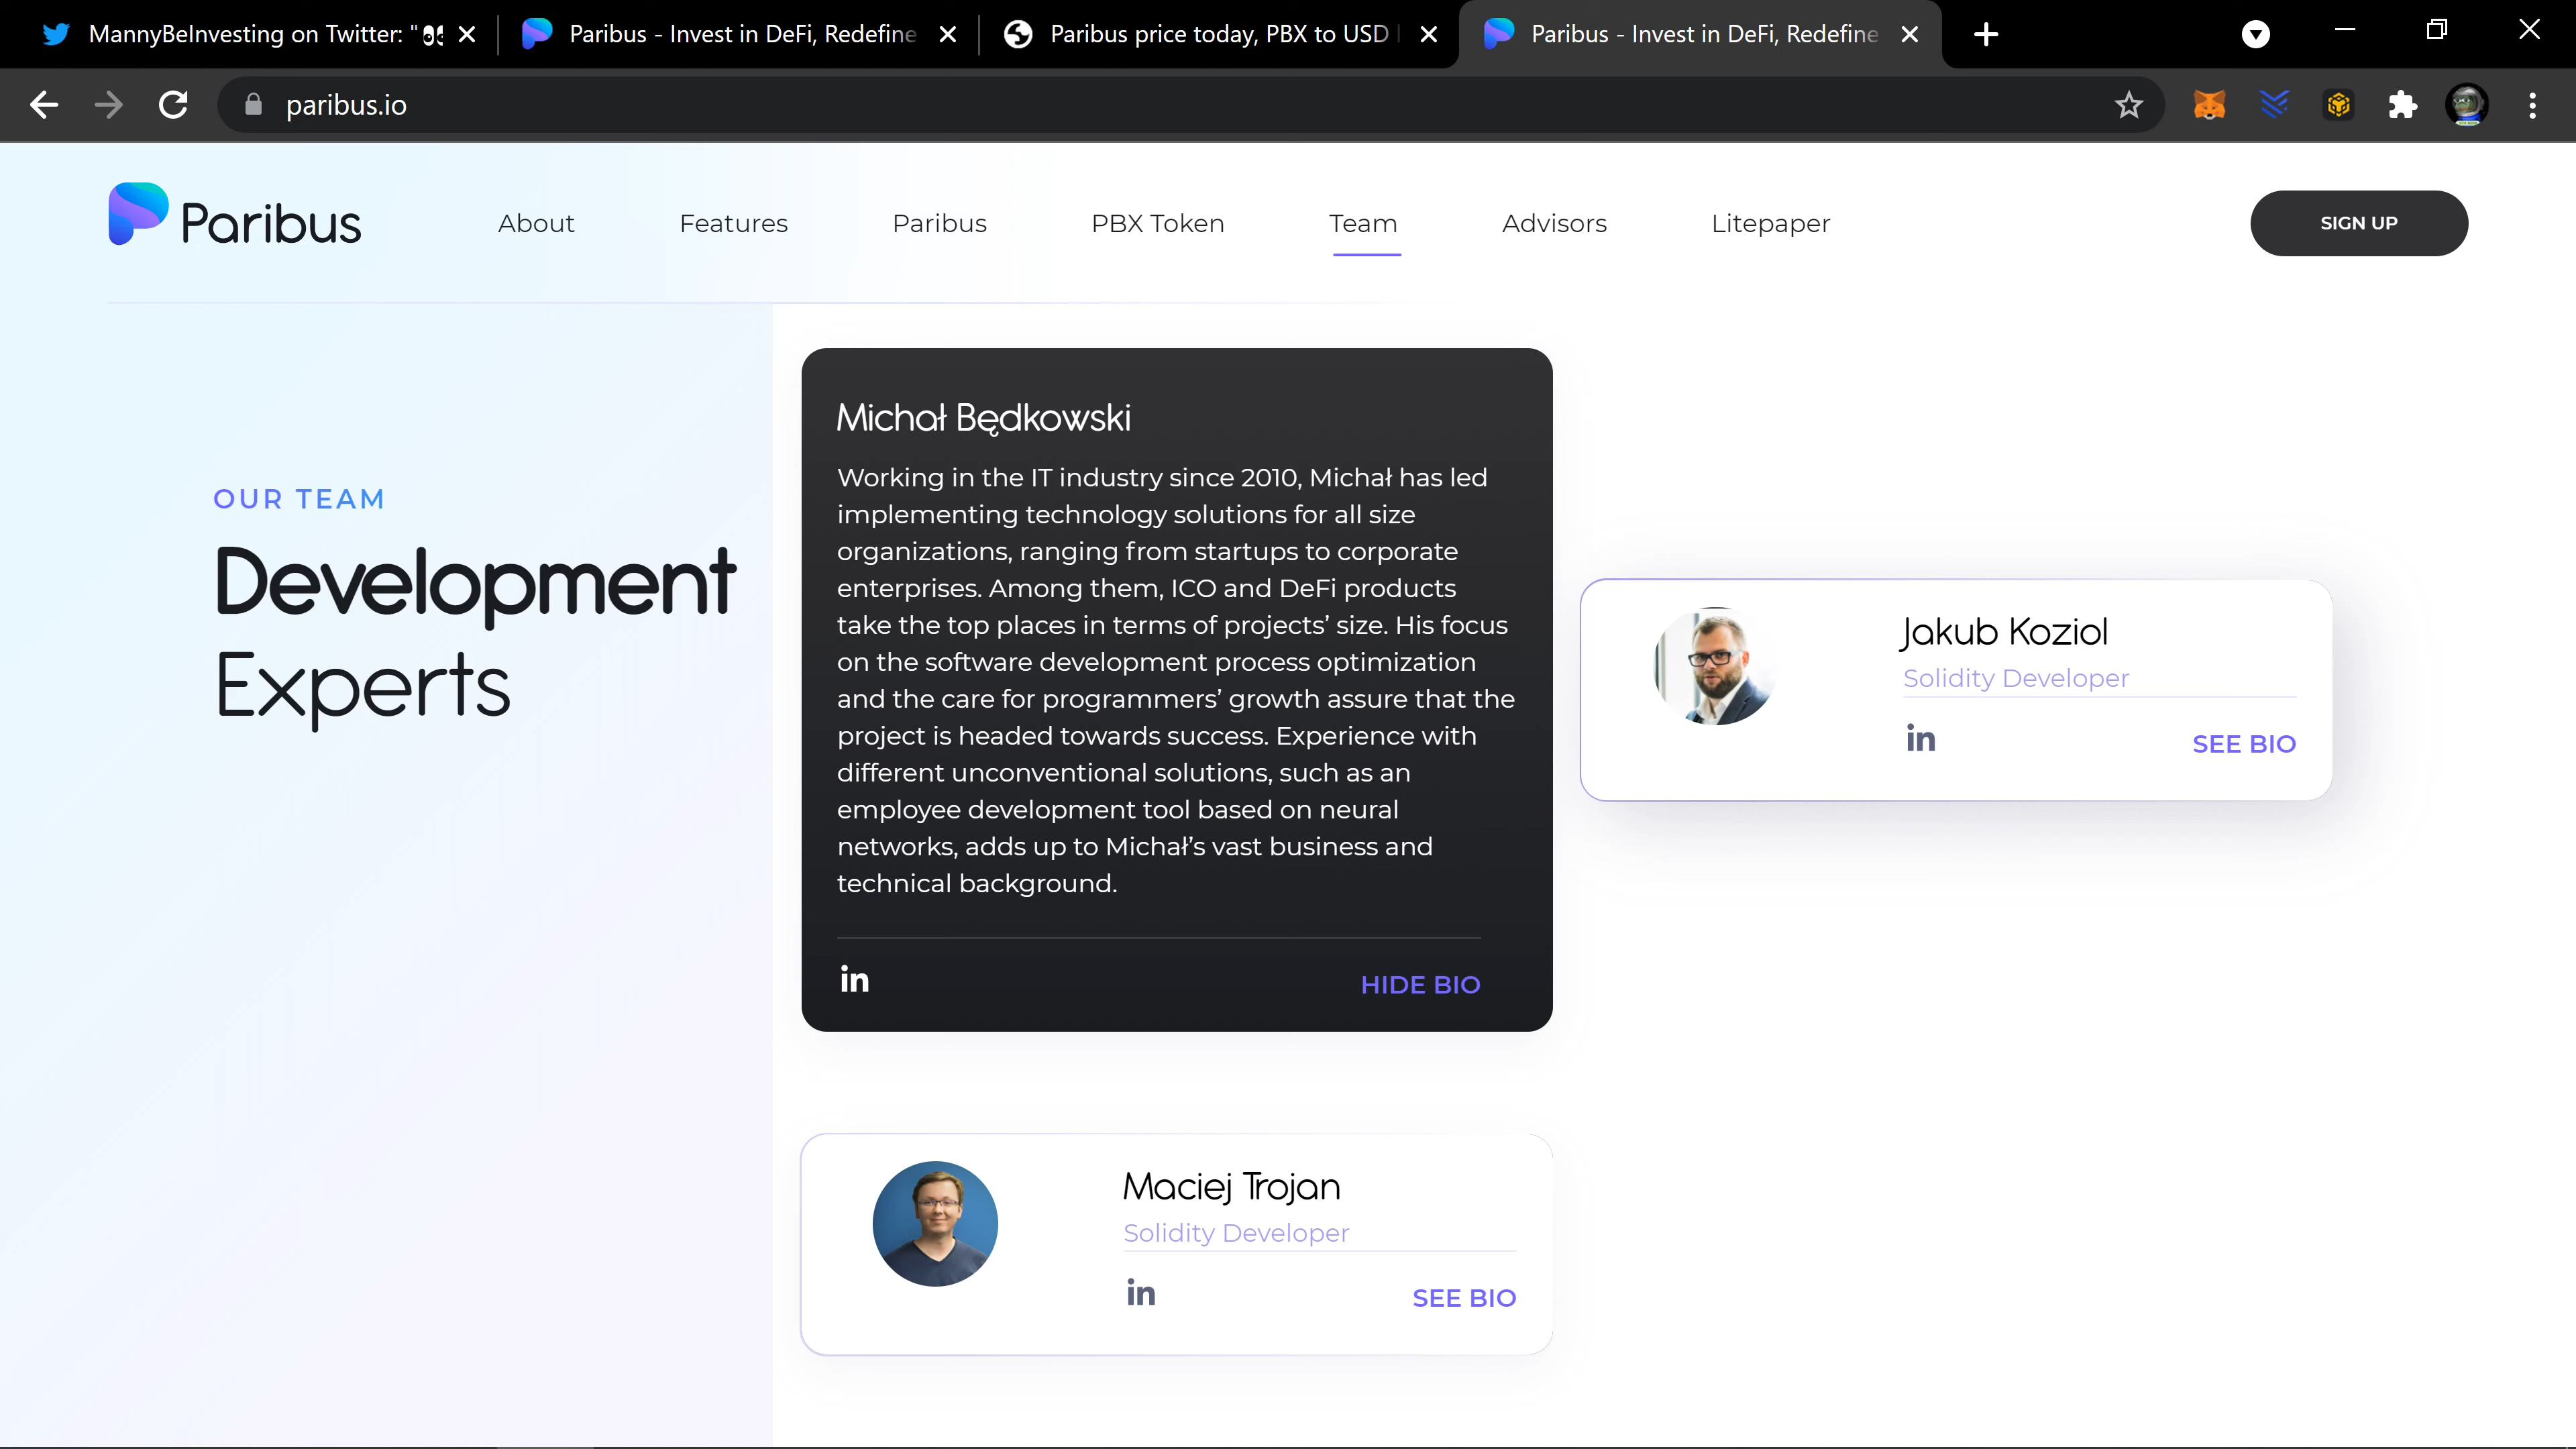 MannyBeInvesting on Twitter: "👀
Paribus - Invest in DeFi, Redefine
Paribus price today, PBX to USD
Paribus - Invest in DeFi, Redefine
paribus.io
Paribus
About
Features
Paribus
PBX Token
Team
Advisors
Litepaper
SIGN UP
OUR TEAM
Development
Experts
Michał Będkowski
Working in the IT industry since 2010, Michał has led
implementing technology solutions for all size
organizations, ranging from startups to corporate
enterprises. Among them, ICO and DeFi products
take the top places in terms of projects’ size. His focus
on the software development process optimization
and the care for programmers’ growth assure that the
project is headed towards success. Experience with
different unconventional solutions, such as an
employee development tool based on neural
networks, adds up to Michał’s vast business and
technical background.
in
HIDE BIO
Jakub Koziol
Solidity Developer
in
SEE BIO
Maciej Trojan
Solidity Developer
in
SEE BIO